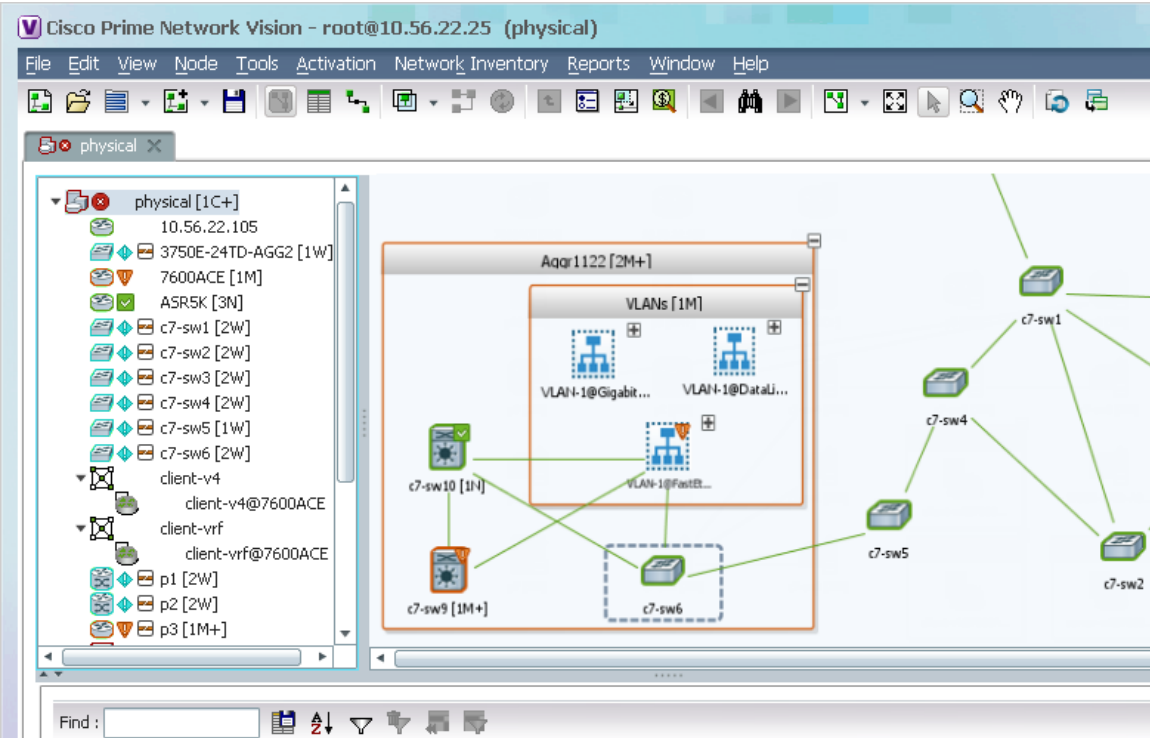 Cisco Prime Network Vision - root@10.56.22.25 (physical)
File Edit View Node Tools Activation Network Inventory Reports Window Help
physical
physical [1C+]
10.56.22.105
3750E-24TD-AGG2 [1W]
7600ACE [1M]
ASR5K [3N]
c7-sw1 [2W]
c7-sw2 [2W]
c7-sw3 [2W]
c7-sw4 [2W]
c7-sw5 [1W]
c7-sw6 [2W]
client-v4
client-v4@7600ACE
client-vrf
client-vrf@7600ACE
p1 [2W]
p2 [2W]
p3 [1M+]
Aggr1122 [2M+]
VLANs [1M]
VLAN-1@Gigabit...
VLAN-1@DataLi...
VLAN-1@FastEt...
c7-sw10 [1N]
c7-sw9 [1M+]
c7-sw6
c7-sw1
c7-sw4
c7-sw5
c7-sw2
Find :